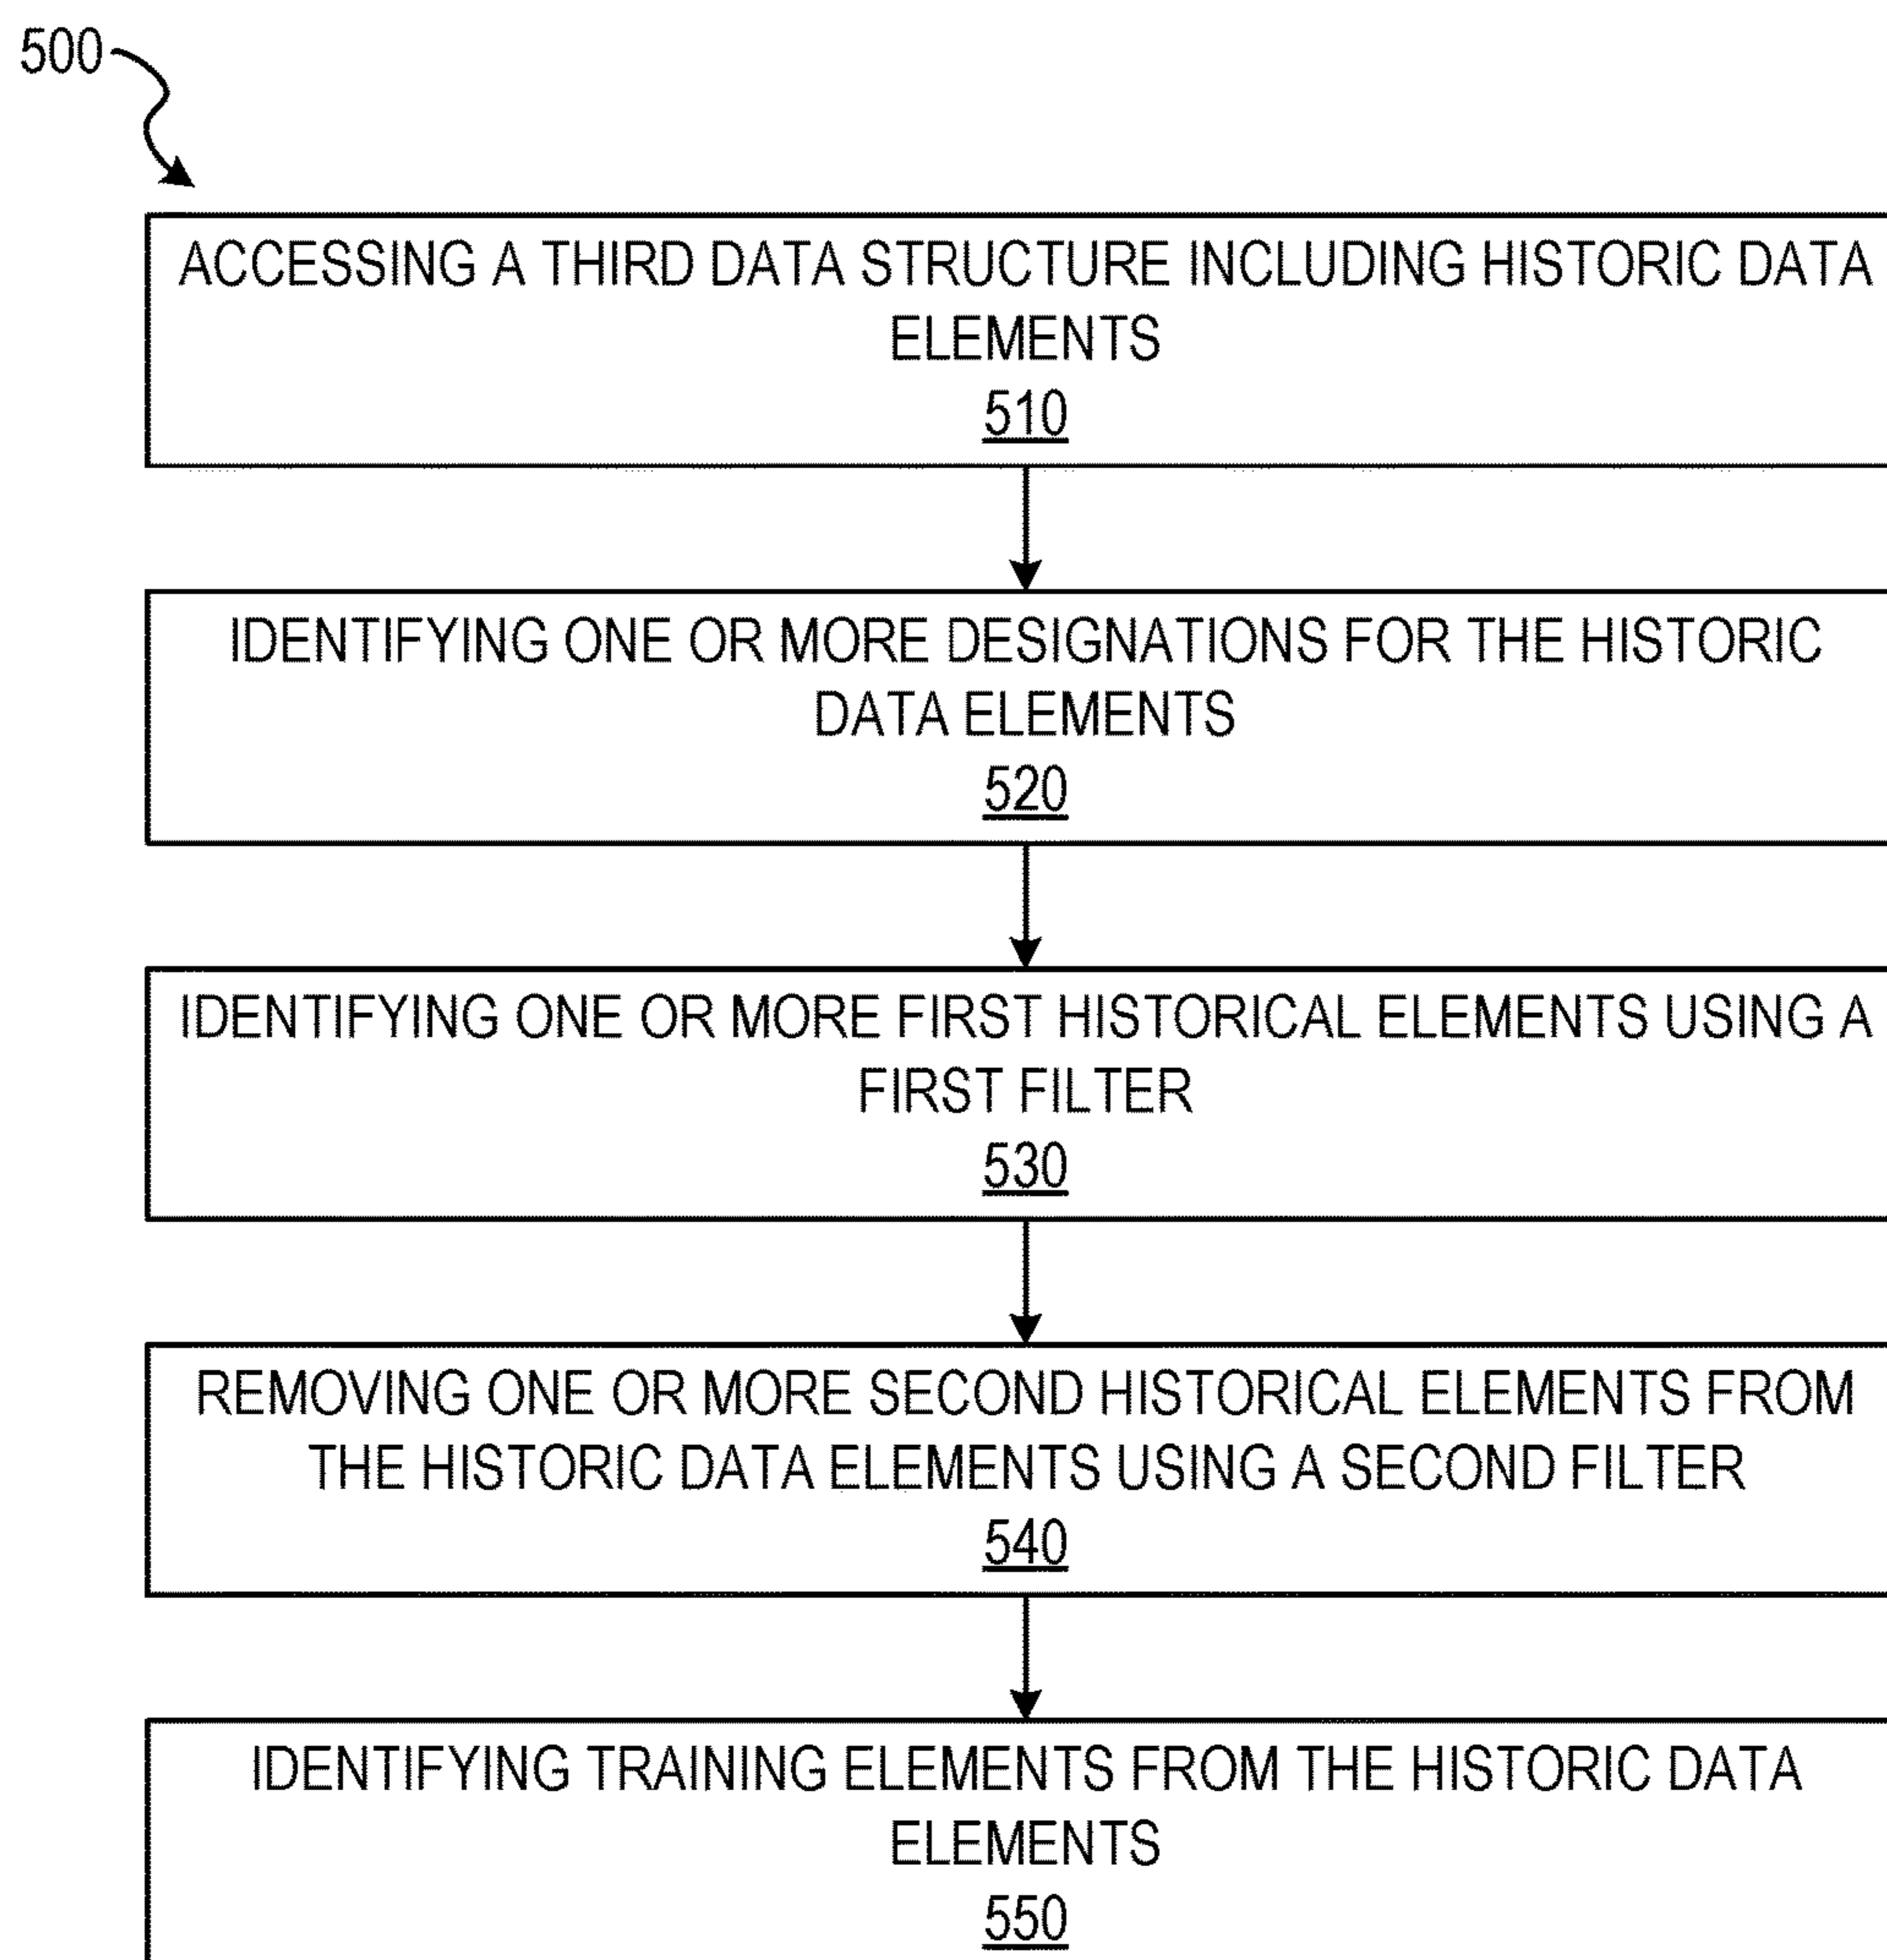 500
ACCESSING A THIRD DATA STRUCTURE INCLUDING HISTORIC DATA
ELEMENTS
510
IDENTIFYING ONE OR MORE DESIGNATIONS FOR THE HISTORIC
DATA ELEMENTS
520
IDENTIFYING ONE OR MORE FIRST HISTORICAL ELEMENTS USING A
FIRST FILTER
530
REMOVING ONE OR MORE SECOND HISTORICAL ELEMENTS FROM
THE HISTORIC DATA ELEMENTS USING A SECOND FILTER
540
IDENTIFYING TRAINING ELEMENTS FROM THE HISTORIC DATA
ELEMENTS
550